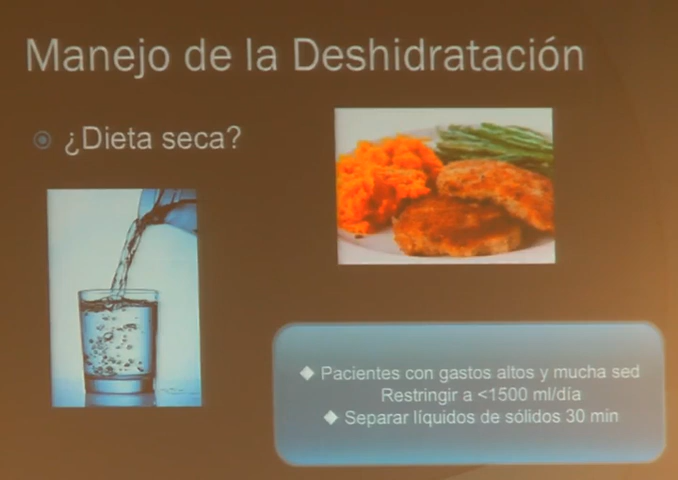 Manejo de la Deshidratación
¿Dieta seca?
Pacientes con gastos altos y mucha sed
Restringir a <1500 ml/día
Separar líquidos de sólidos 30 min